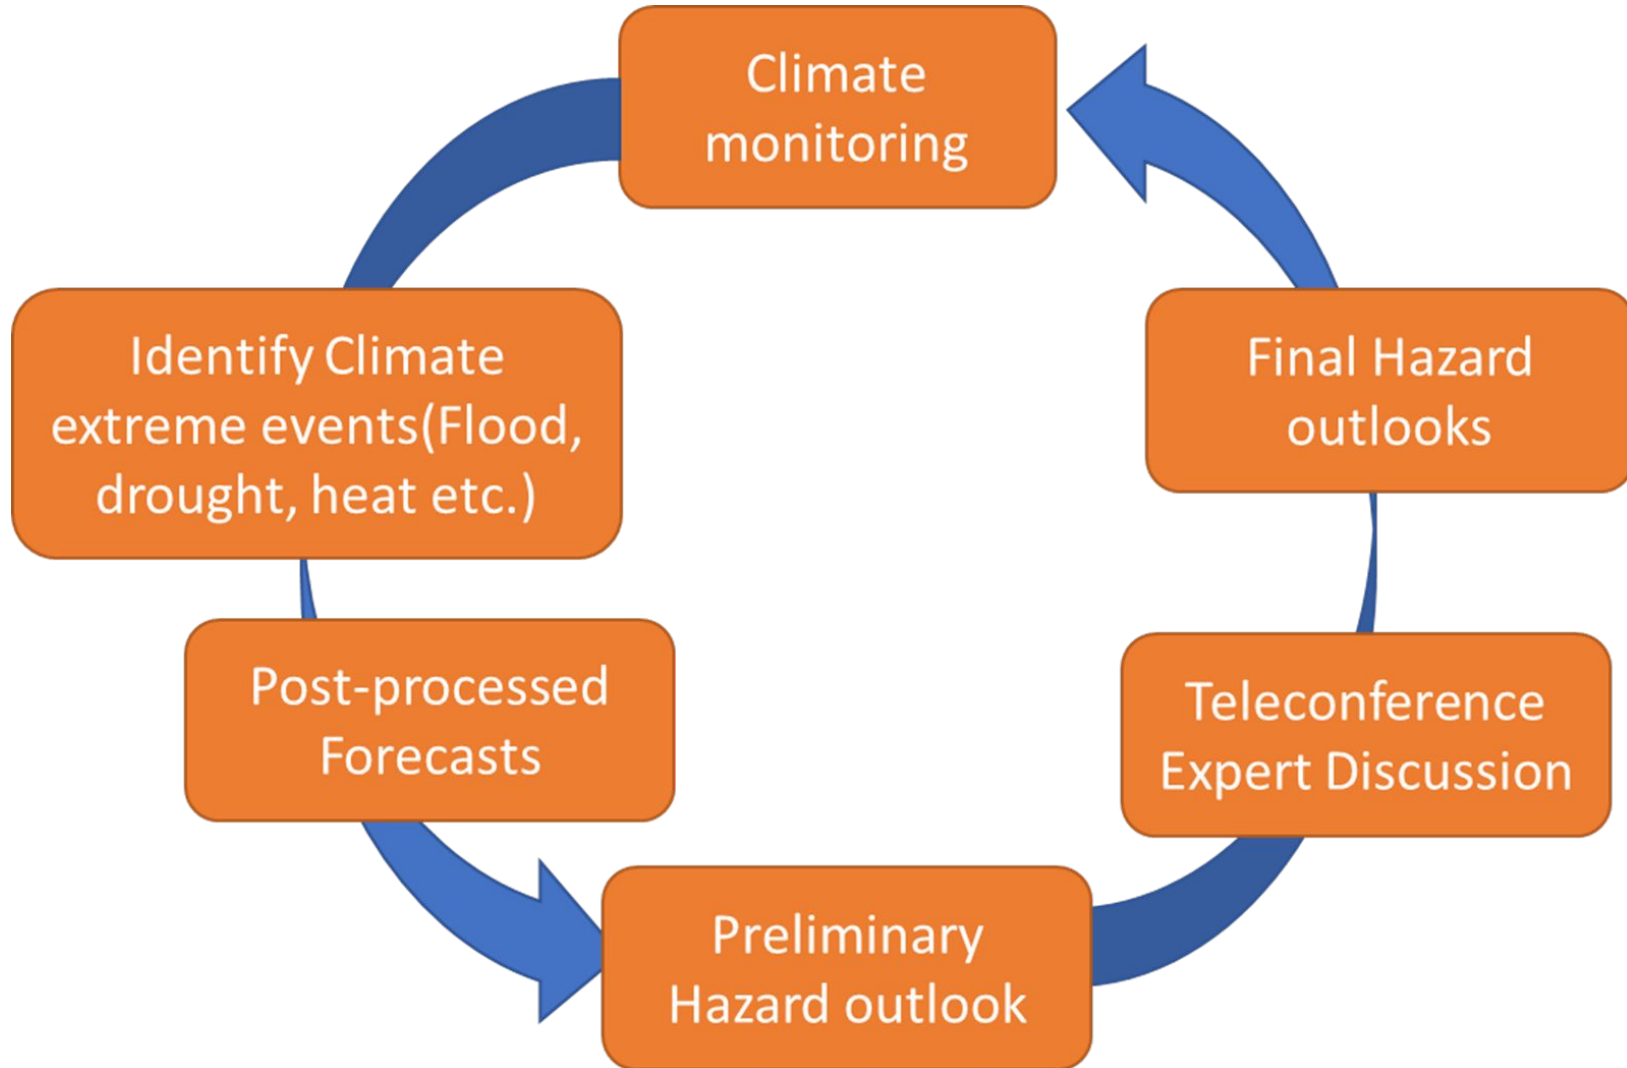 Climate
monitoring
Identify Climate
extreme events(Flood,
drought, heat etc.)
Post-processed
Forecasts
Preliminary
Hazard outlook
Teleconference
Expert Discussion
Final Hazard
outlooks